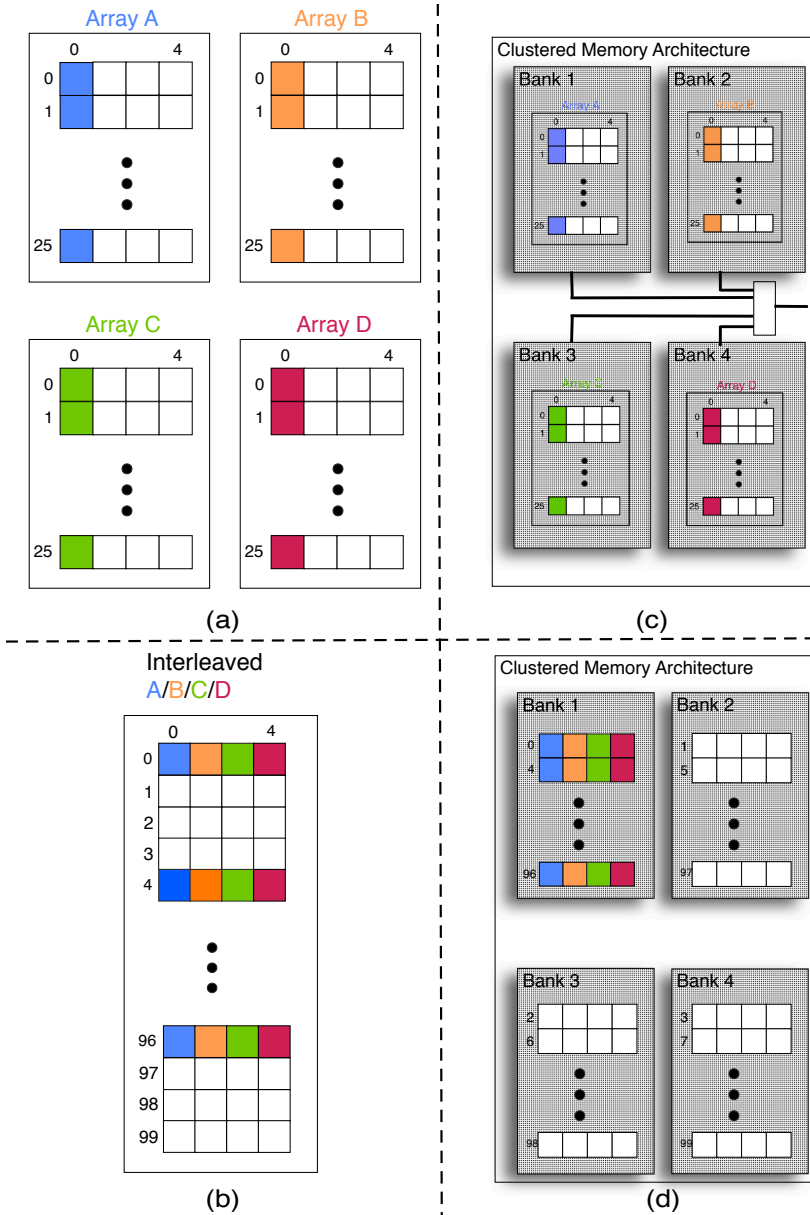 Array A
0 4
0
1
25
Array B
0 4
0
1
25
Array C
0 4
0
1
25
Array D
0 4
0
1
25
(a)
Clustered Memory Architecture
Bank 1
Array A
0 4
0
1
25
Bank 2
Array B
0 4
0
1
25
Bank 3
Array C
0 4
0
1
25
Bank 4
Array D
0 4
0
1
25
(c)
Interleaved
A/B/C/D
0 4
0
1
2
3
4
96
97
98
99
(b)
Clustered Memory Architecture
Bank 1
0
4
96
Bank 2
1
5
97
Bank 3
2
6
98
Bank 4
3
7
99
(d)